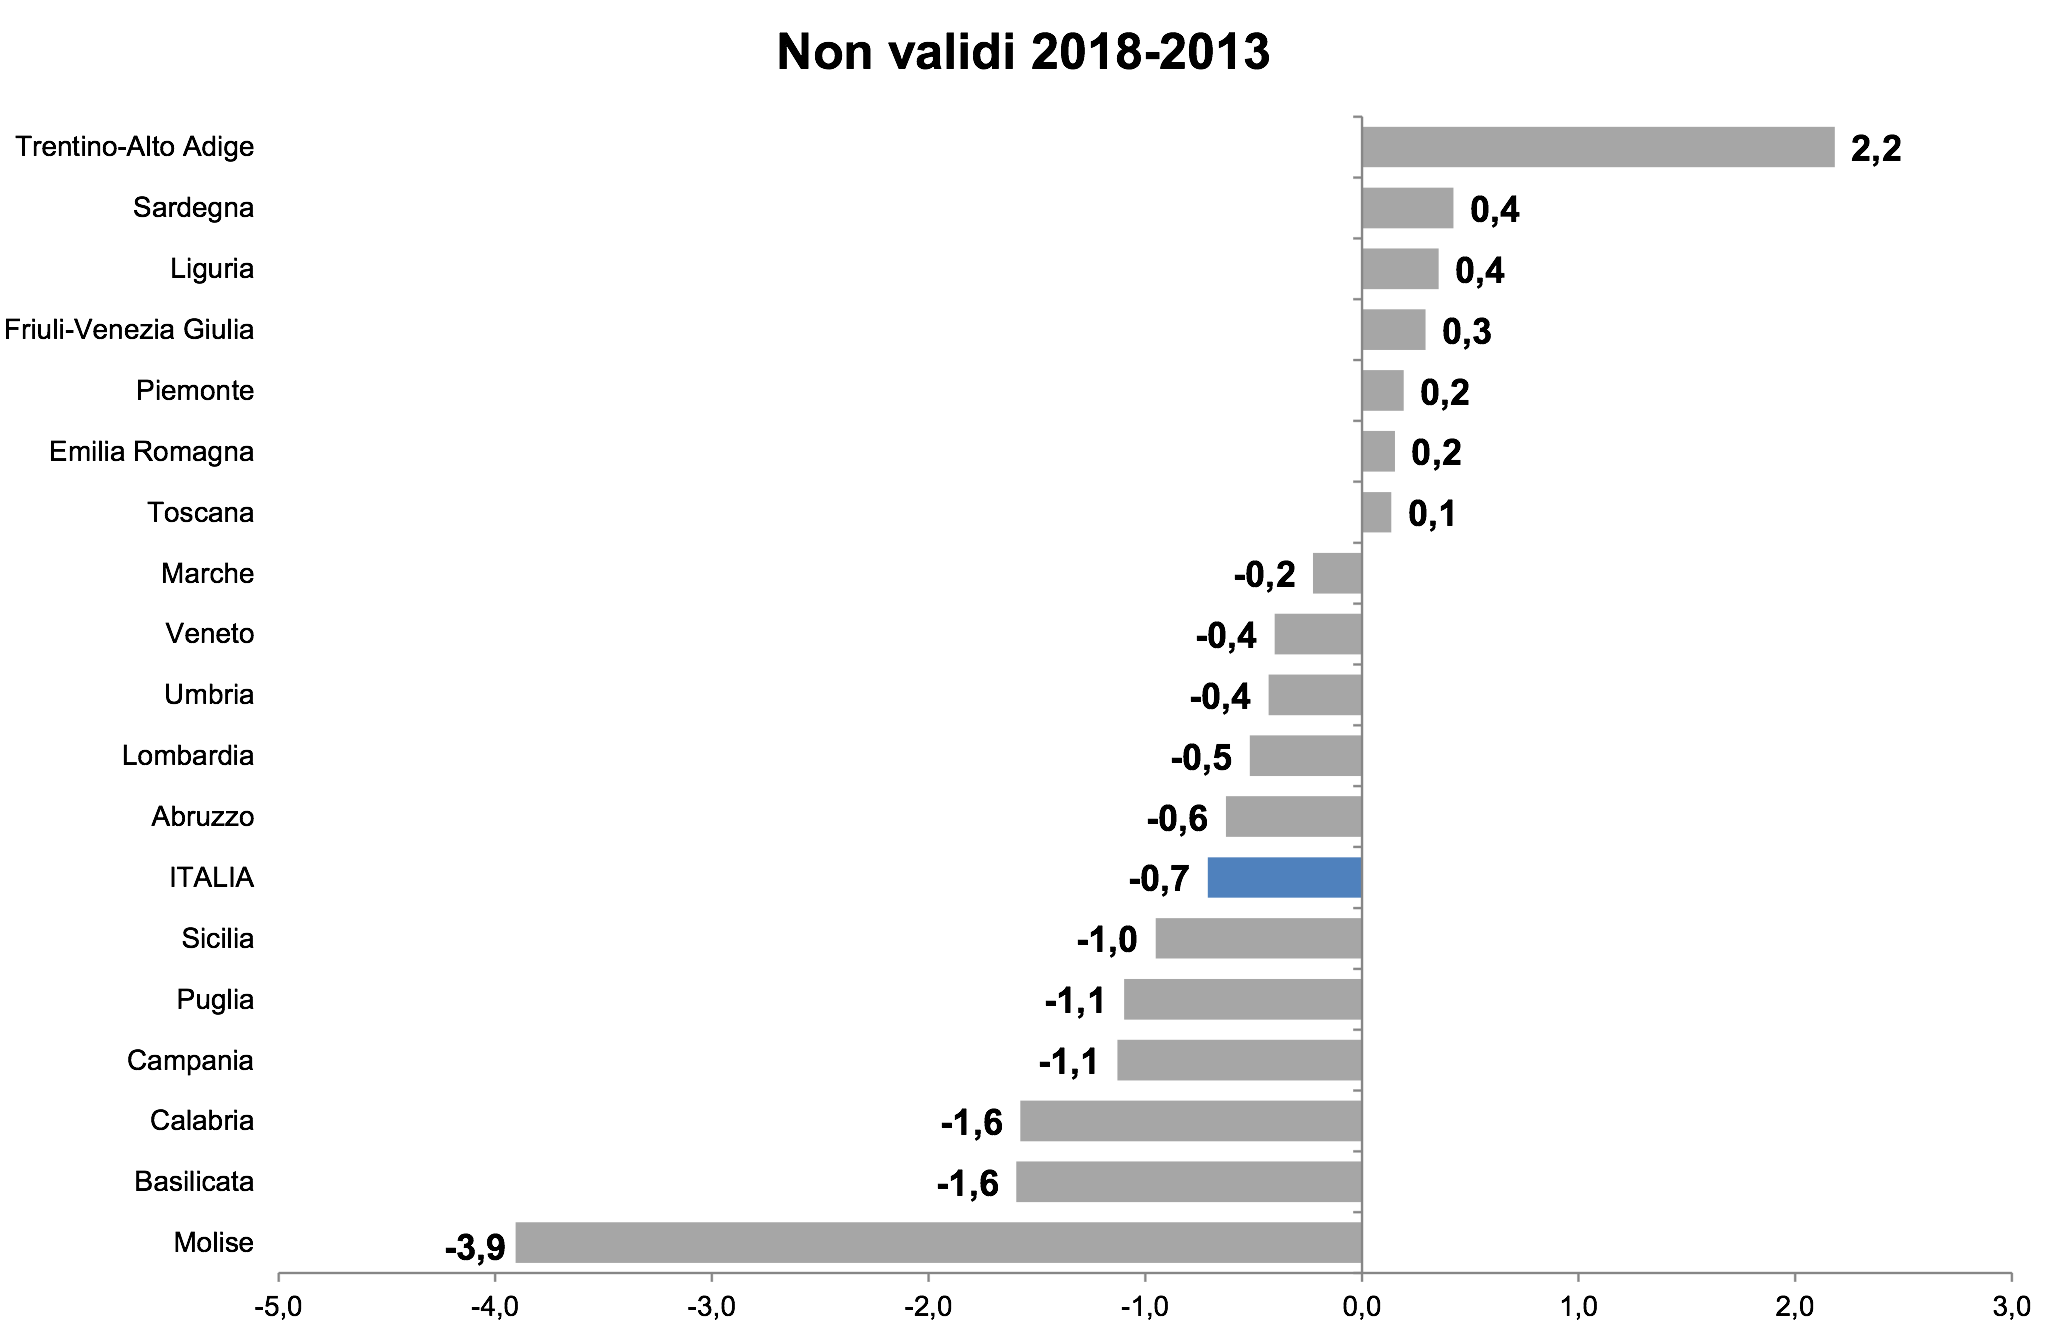 Non validi 2018-2013
Trentino-Alto Adige 2,2
Sardegna 0,4
Liguria 0,4
Friuli-Venezia Giulia 0,3
Piemonte 0,2
Emilia Romagna 0,2
Toscana 0,1
Marche -0,2
Veneto -0,4
Umbria -0,4
Lombardia -0,5
Abruzzo -0,6
ITALIA -0,7
Sicilia -1,0
Puglia -1,1
Campania -1,1
Calabria -1,6
Basilicata -1,6
Molise -3,9
-5,0 -4,0 -3,0 -2,0 -1,0 0,0 1,0 2,0 3,0